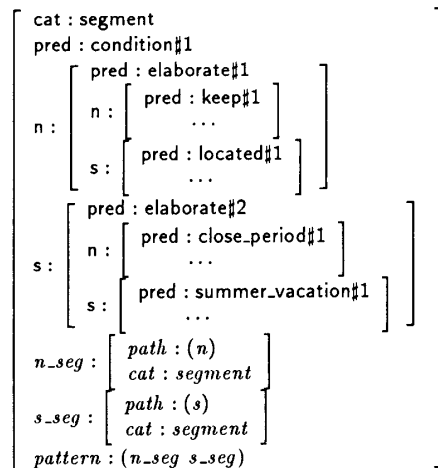 cat : segment
pred : condition#1
pred : elaborate#1
n : [ pred : keep#1
n :
...
s : [ pred : located#1
...
pred : elaborate#2
n : [ pred : close_period#1
...
s :
s : [ pred : summer_vacation#1
...
n_seg : [ path : (n)
cat : segment ]
s_seg : [ path : (s)
cat : segment ]
pattern : (n_seg s_seg)